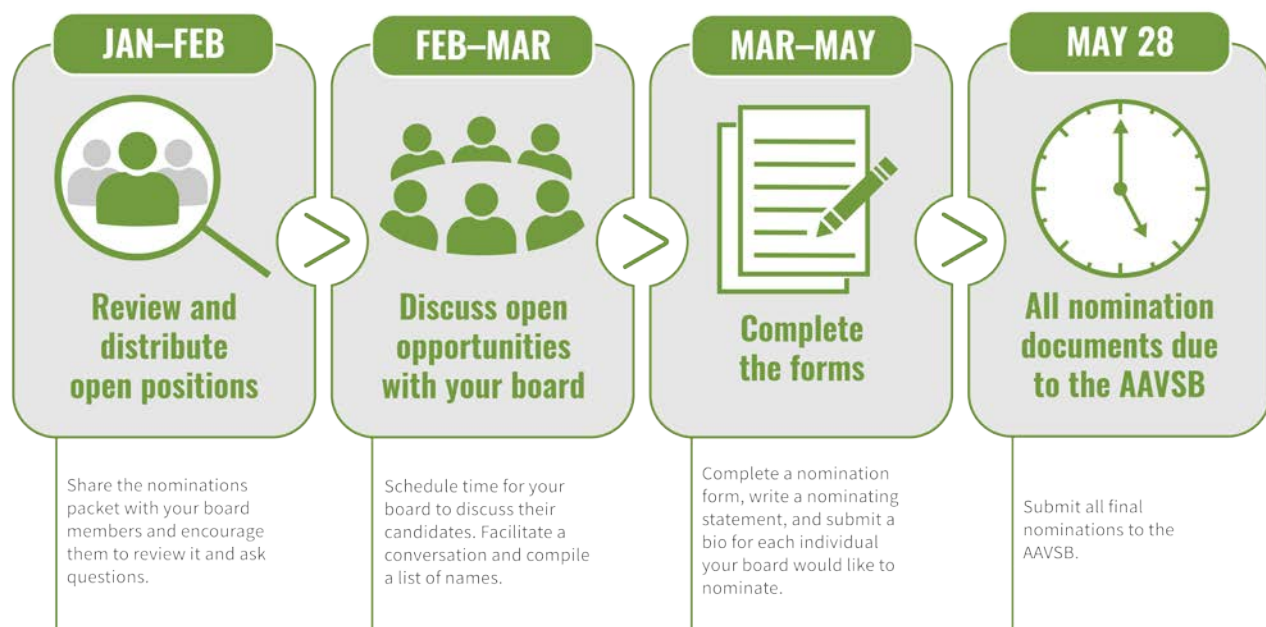 JAN–FEB
Review and
distribute
open positions
Share the nominations
packet with your board
members and encourage
them to review it and ask
questions.
FEB–MAR
Discuss open
opportunities
with your board
Schedule time for your
board to discuss their
candidates. Facilitate a
conversation and compile
a list of names.
MAR–MAY
Complete
the forms
Complete a nomination
form, write a nominating
statement, and submit a
bio for each individual
your board would like to
nominate.
MAY 28
All nomination
documents due
to the AAVSB
Submit all final
nominations to the
AAVSB.